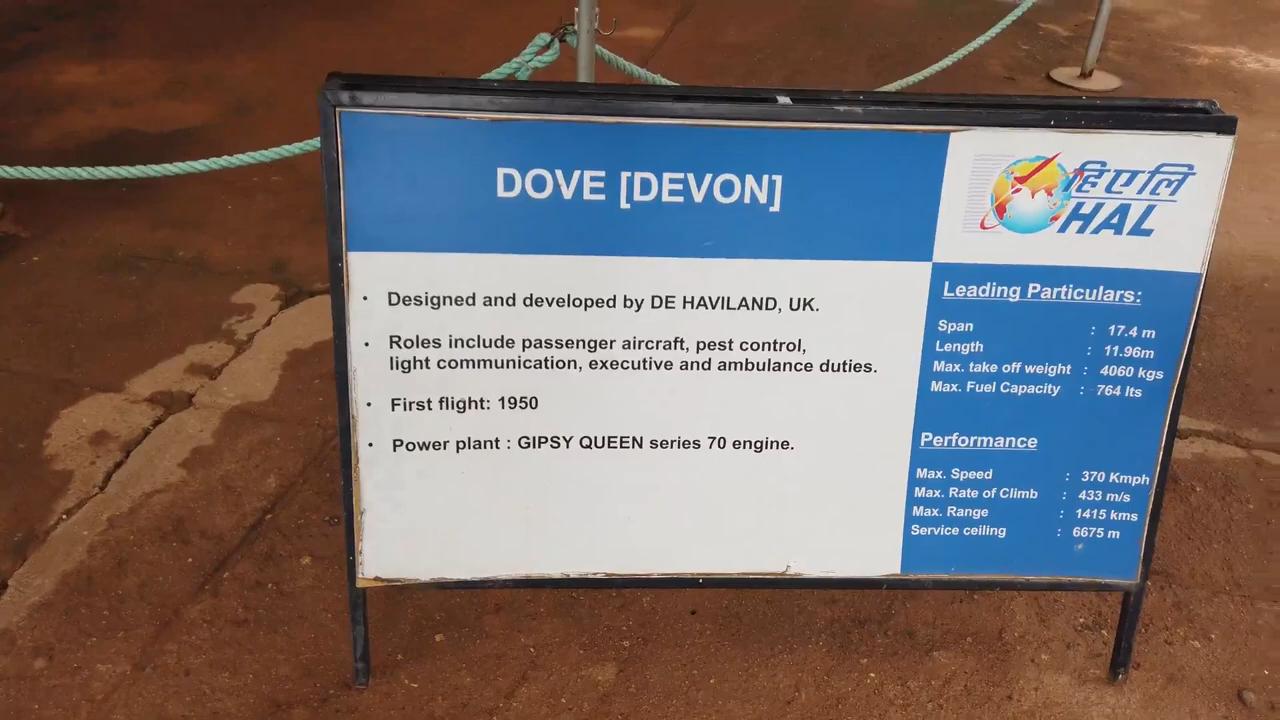 DOVE [DEVON]
हिएलि
HAL
• Designed and developed by DE HAVILAND, UK.
• Roles include passenger aircraft, pest control,
light communication, executive and ambulance duties.
• First flight: 1950
• Power plant : GIPSY QUEEN series 70 engine.
Leading Particulars:
Span : 17.4 m
Length : 11.96m
Max. take off weight : 4060 kgs
Max. Fuel Capacity : 764 lts
Performance
Max. Speed : 370 Kmph
Max. Rate of Climb : 433 m/s
Max. Range : 1415 kms
Service ceiling : 6675 m